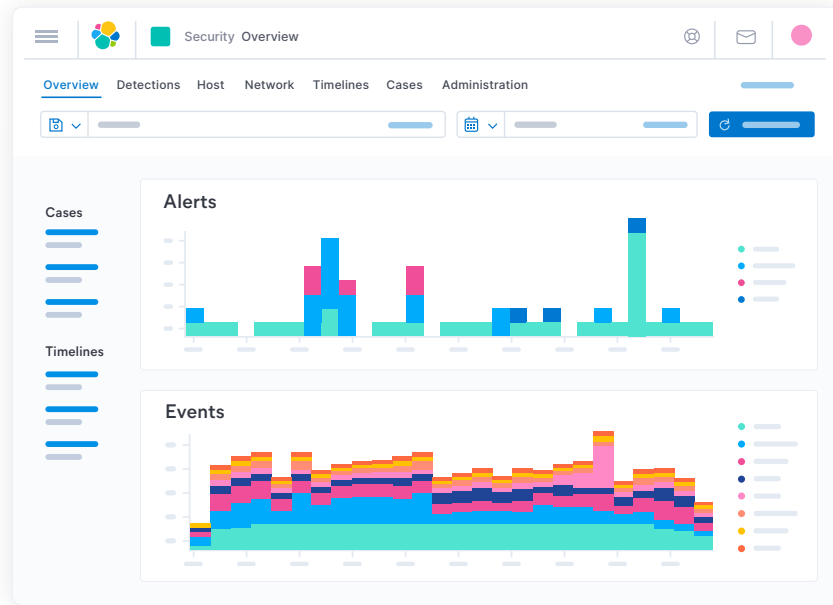 Security Overview
Overview Detections Host Network Timelines Cases Administration
Cases
Timelines
Alerts
Events